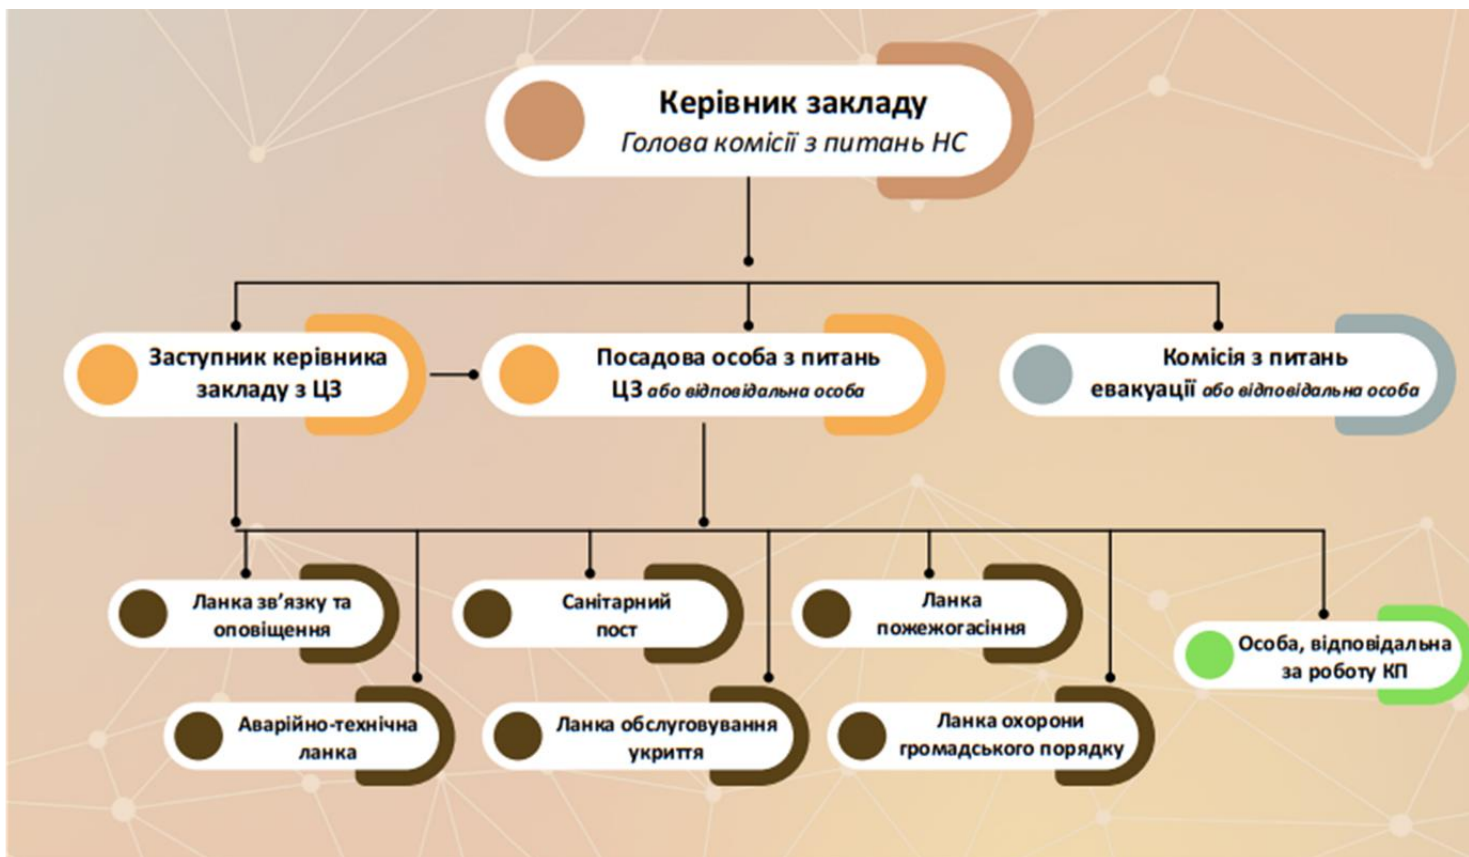 Керівник закладу
Голова комісії з питань НС
Заступник керівника
закладу з ЦЗ
Посадова особа з питань
ЦЗ або відповідальна особа
Комісія з питань
евакуації або відповідальна особа
Ланка зв’язку та
оповіщення
Санітарний
пост
Ланка
пожежогасіння
Особа, відповідальна
за роботу КП
Аварійно-технічна
ланка
Ланка обслуговування
укриття
Ланка охорони
громадського порядку